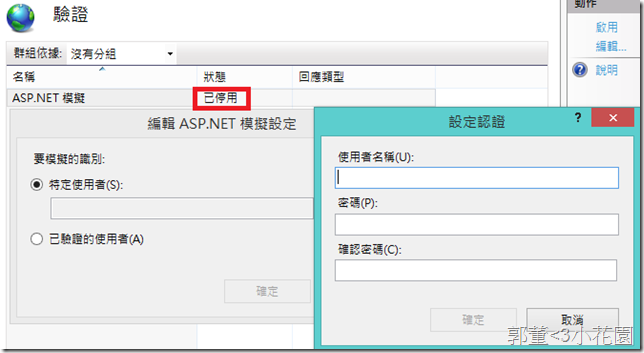 驗證
動作
啟用
編輯...
說明
群組依據: 沒有分組
名稱 狀態 回應類型
ASP.NET 模擬 已停用
編輯 ASP.NET 模擬設定
要模擬的識別:
特定使用者(S):
已驗證的使用者(A)
確定
? x
設定認證
使用者名稱(U):
密碼(P):
確認密碼(C):
確定 取消
郭董<3小花園